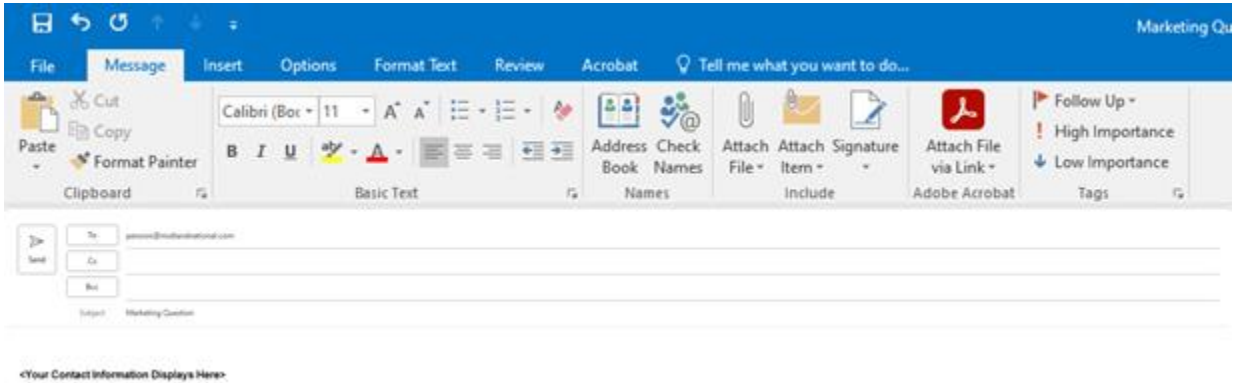 Marketing Qu
File Message Insert Options Format Text Review Acrobat Tell me what you want to do...
Cut
Copy
Paste
Format Painter
Clipboard
Calibri (Boc 11 A A
B I U aby A
Basic Text
Address Book
Check Names
Names
Attach File
Attach Item
Signature
Include
Attach File via Link
Adobe Acrobat
Follow Up
High Importance
Low Importance
Tags
Send
To
Cc
Bcc
Subject Marketing Question
<Your Contact Information Displays Here>